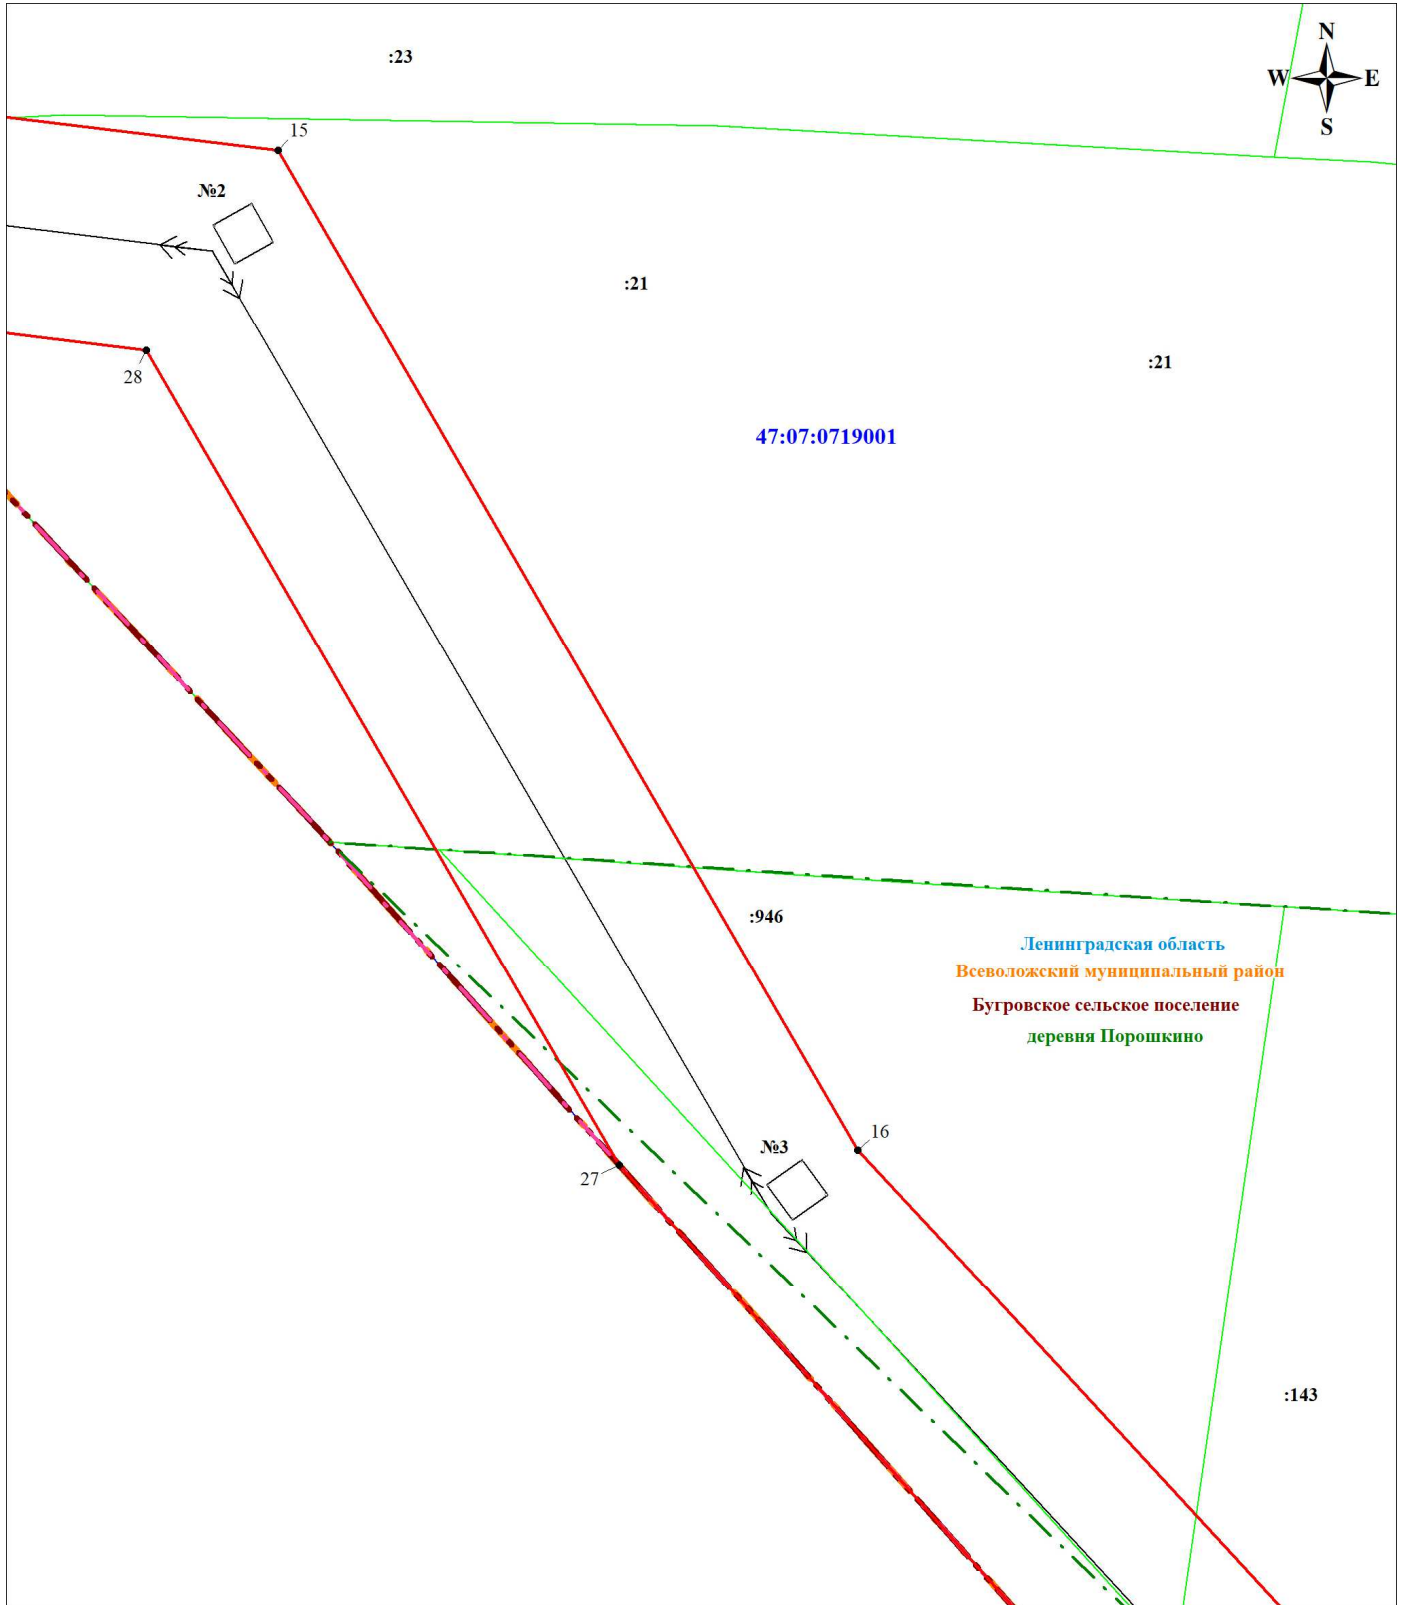 :23
N
W E
S
15
№2
:21
:21
28
47:07:0719001
:946
Ленинградская область
Всеволожский муниципальный район
Бугровское сельское поселение
деревня Порошкино
16
№3
27
:143